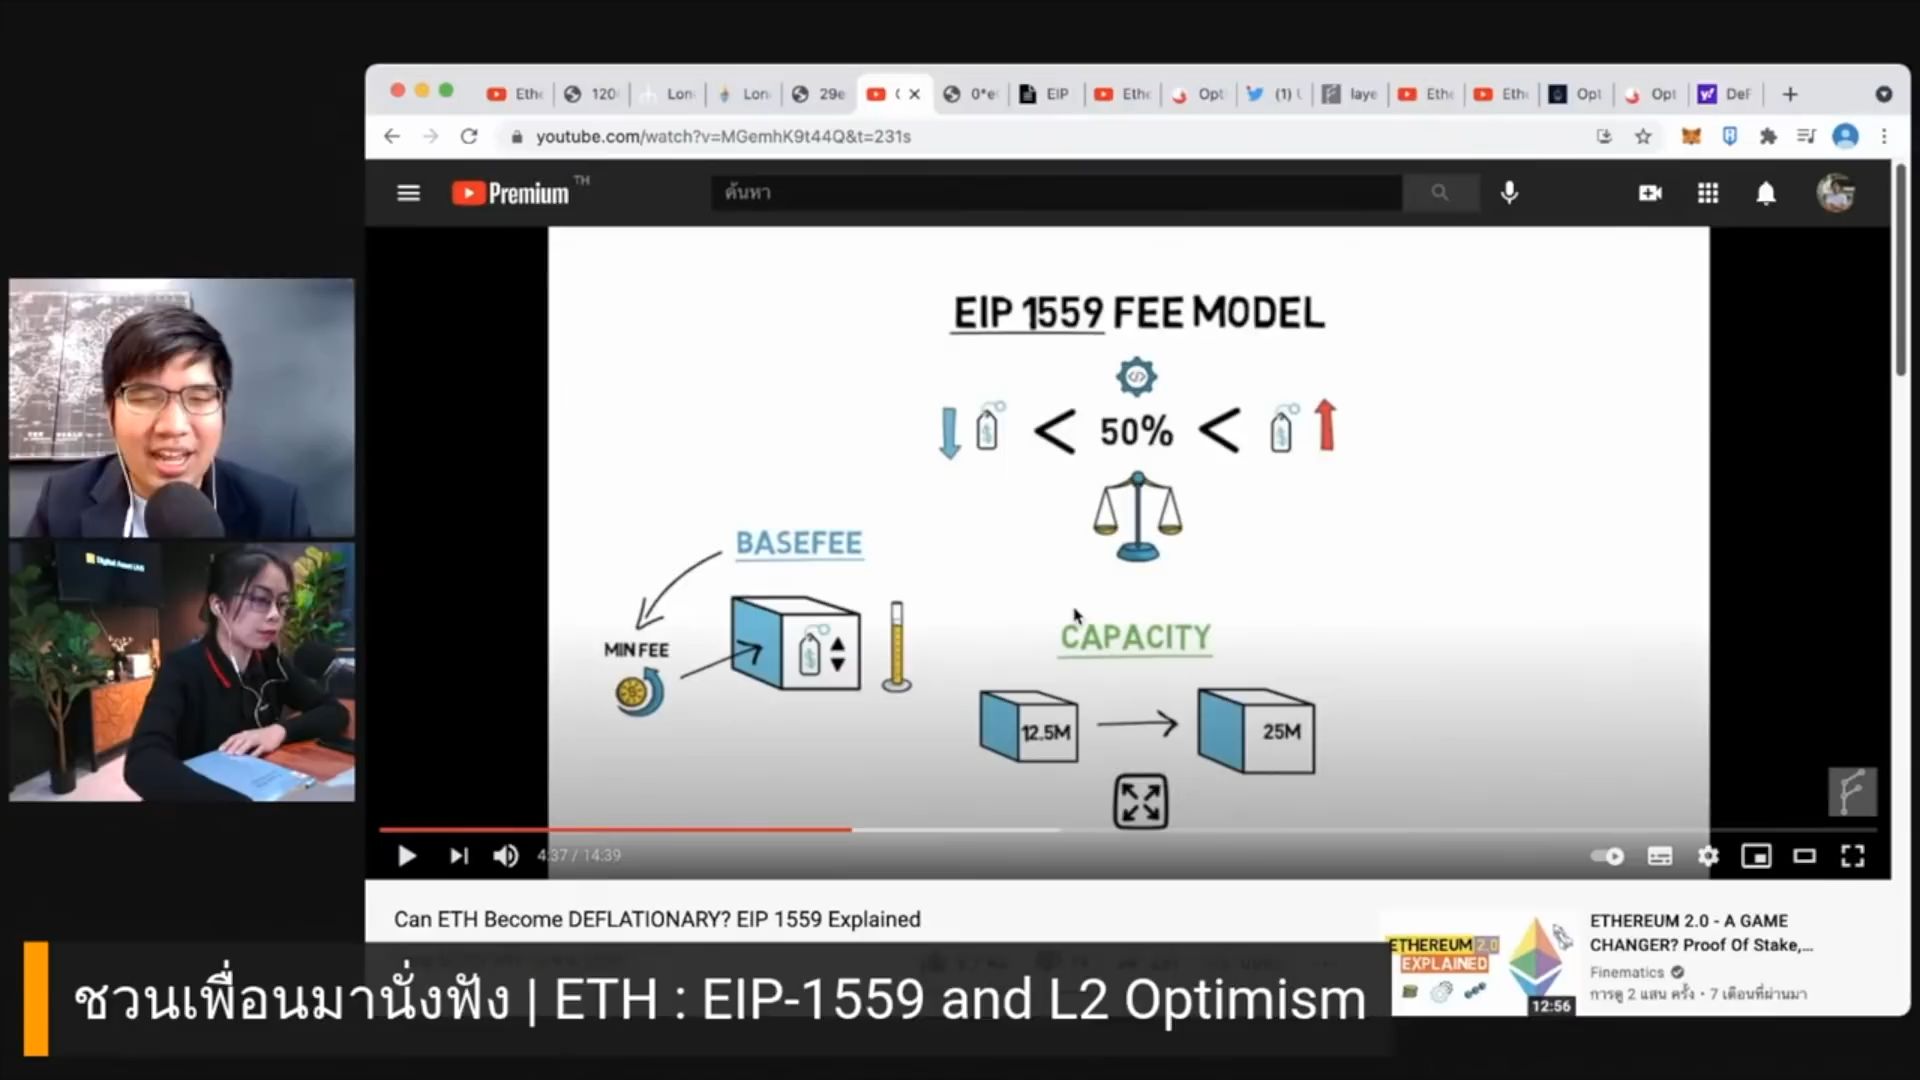 Ethe
120
Lon
Lon
29e
(
0*e
EIP
Ethe
Opt
(1) U
laye
Ethe
Ethe
Opt
Opt
DeF
youtube.com/watch?v=MGemhK9t44Q&t=231s
Premium TH
ค้นหา
EIP 1559 FEE MODEL
< 50% <
BASEFEE
MIN FEE
CAPACITY
12.5M
25M
4:37 / 14:39
Can ETH Become DEFLATIONARY? EIP 1559 Explained
ETHEREUM 2.0
EXPLAINED
12:56
ETHEREUM 2.0 - A GAME
CHANGER? Proof Of Stake,...
Finematics
การดู 2 แสน ครั้ง • 7 เดือนที่ผ่านมา
ชวนเพื่อนมานั่งฟัง | ETH : EIP-1559 and L2 Optimism